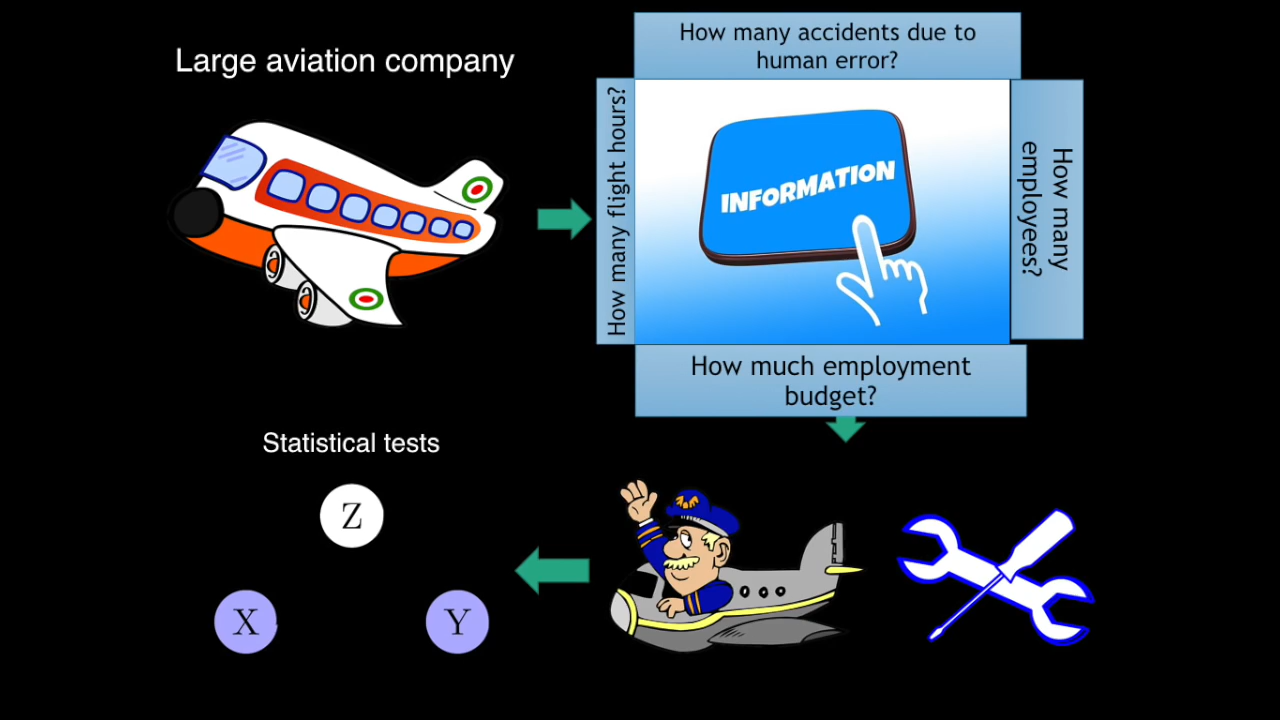 Large aviation company
How many accidents due to
human error?
How many flight hours?
INFORMATION
How many
employees?
How much employment
budget?
Statistical tests
Z
X
Y